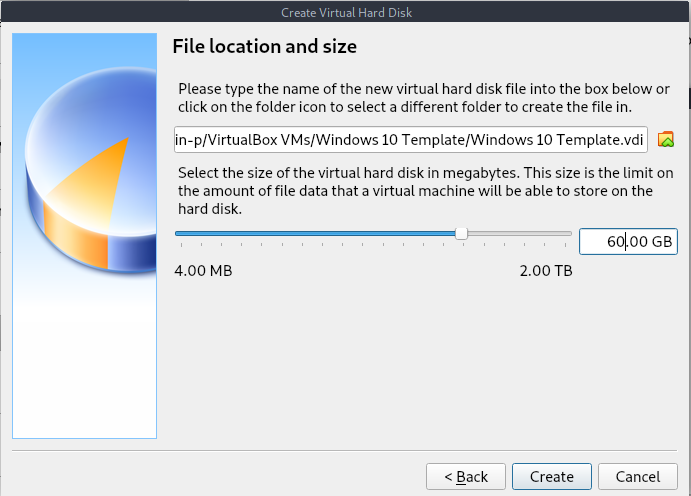 Create Virtual Hard Disk
File location and size
Please type the name of the new virtual hard disk file into the box below or
click on the folder icon to select a different folder to create the file in.
in-p/VirtualBox VMs/Windows 10 Template/Windows 10 Template.vdi
Select the size of the virtual hard disk in megabytes. This size is the limit on
the amount of file data that a virtual machine will be able to store on the
hard disk.
60.00 GB
4.00 MB
2.00 TB
< Back
Create
Cancel